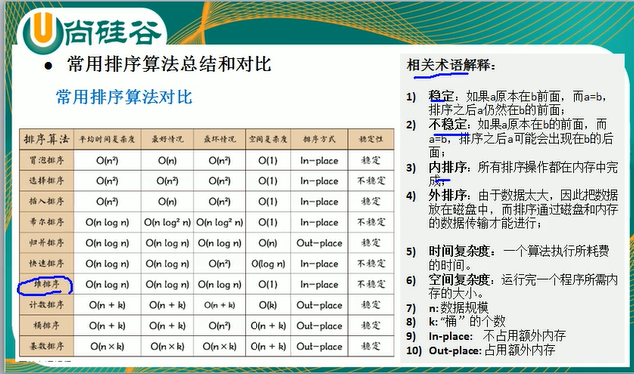 尚硅谷
● 常用排序算法总结和对比
常用排序算法对比
排序算法 平均时间复杂度 最好情况 最坏情况 空间复杂度 排序方式 稳定性
冒泡排序 O(n²) O(n) O(n²) O(1) In-place 稳定
选择排序 O(n²) O(n²) O(n²) O(1) In-place 不稳定
插入排序 O(n²) O(n) O(n²) O(1) In-place 稳定
希尔排序 O(n log n) O(n log² n) O(n log² n) O(1) In-place 不稳定
归并排序 O(n log n) O(n log n) O(n log n) O(n) Out-place 稳定
快速排序 O(n log n) O(n log n) O(n²) O(log n) In-place 不稳定
堆排序 O(n log n) O(n log n) O(n log n) O(1) In-place 不稳定
计数排序 O(n + k) O(n + k) O(n + k) O(k) Out-place 稳定
桶排序 O(n + k) O(n + k) O(n²) O(n + k) Out-place 稳定
基数排序 O(n×k) O(n×k) O(n×k) O(n + k) Out-place 稳定
相关术语解释：
1) 稳定：如果a原本在b前面，而a=b，
排序之后a仍然在b的前面；
2) 不稳定：如果a原本在b的前面，而
a=b，排序之后a可能会出现在b的后
面；
3) 内排序：所有排序操作都在内存中完
成；
4) 外排序：由于数据太大，因此把数据
放在磁盘中，而排序通过磁盘和内存
的数据传输才能进行；
5) 时间复杂度：一个算法执行所耗费
的时间。
6) 空间复杂度：运行完一个程序所需内
存的大小。
7) n: 数据规模
8) k: “桶”的个数
9) In-place: 不占用额外内存
10) Out-place: 占用额外内存